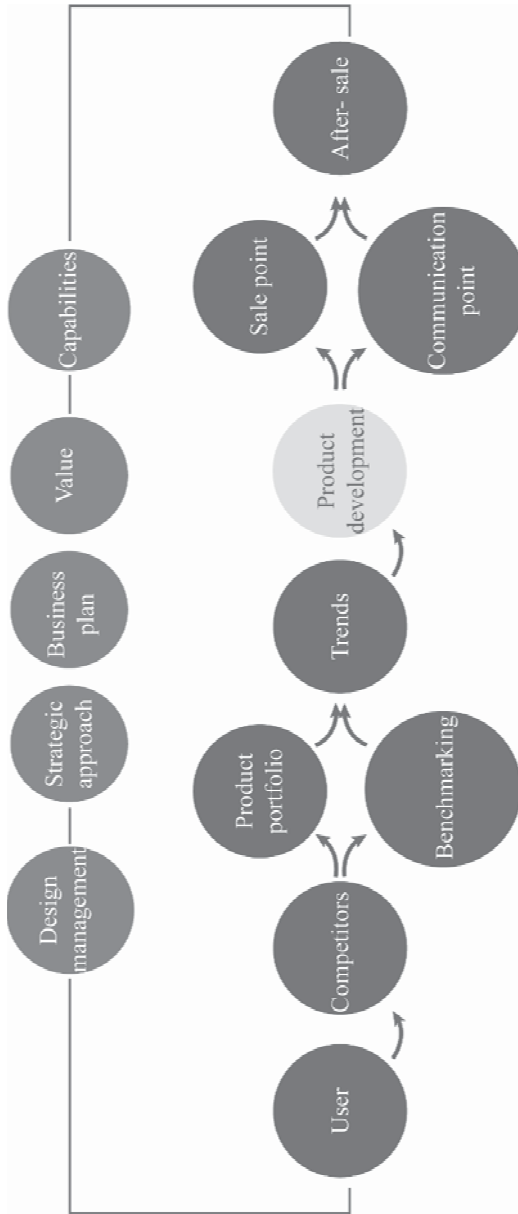 Design
management
Strategic
approach
Business
plan
Value
Capabilities
User
Competitors
Product
portfolio
Benchmarking
Trends
Product
development
Sale point
Communication
point
After- sale